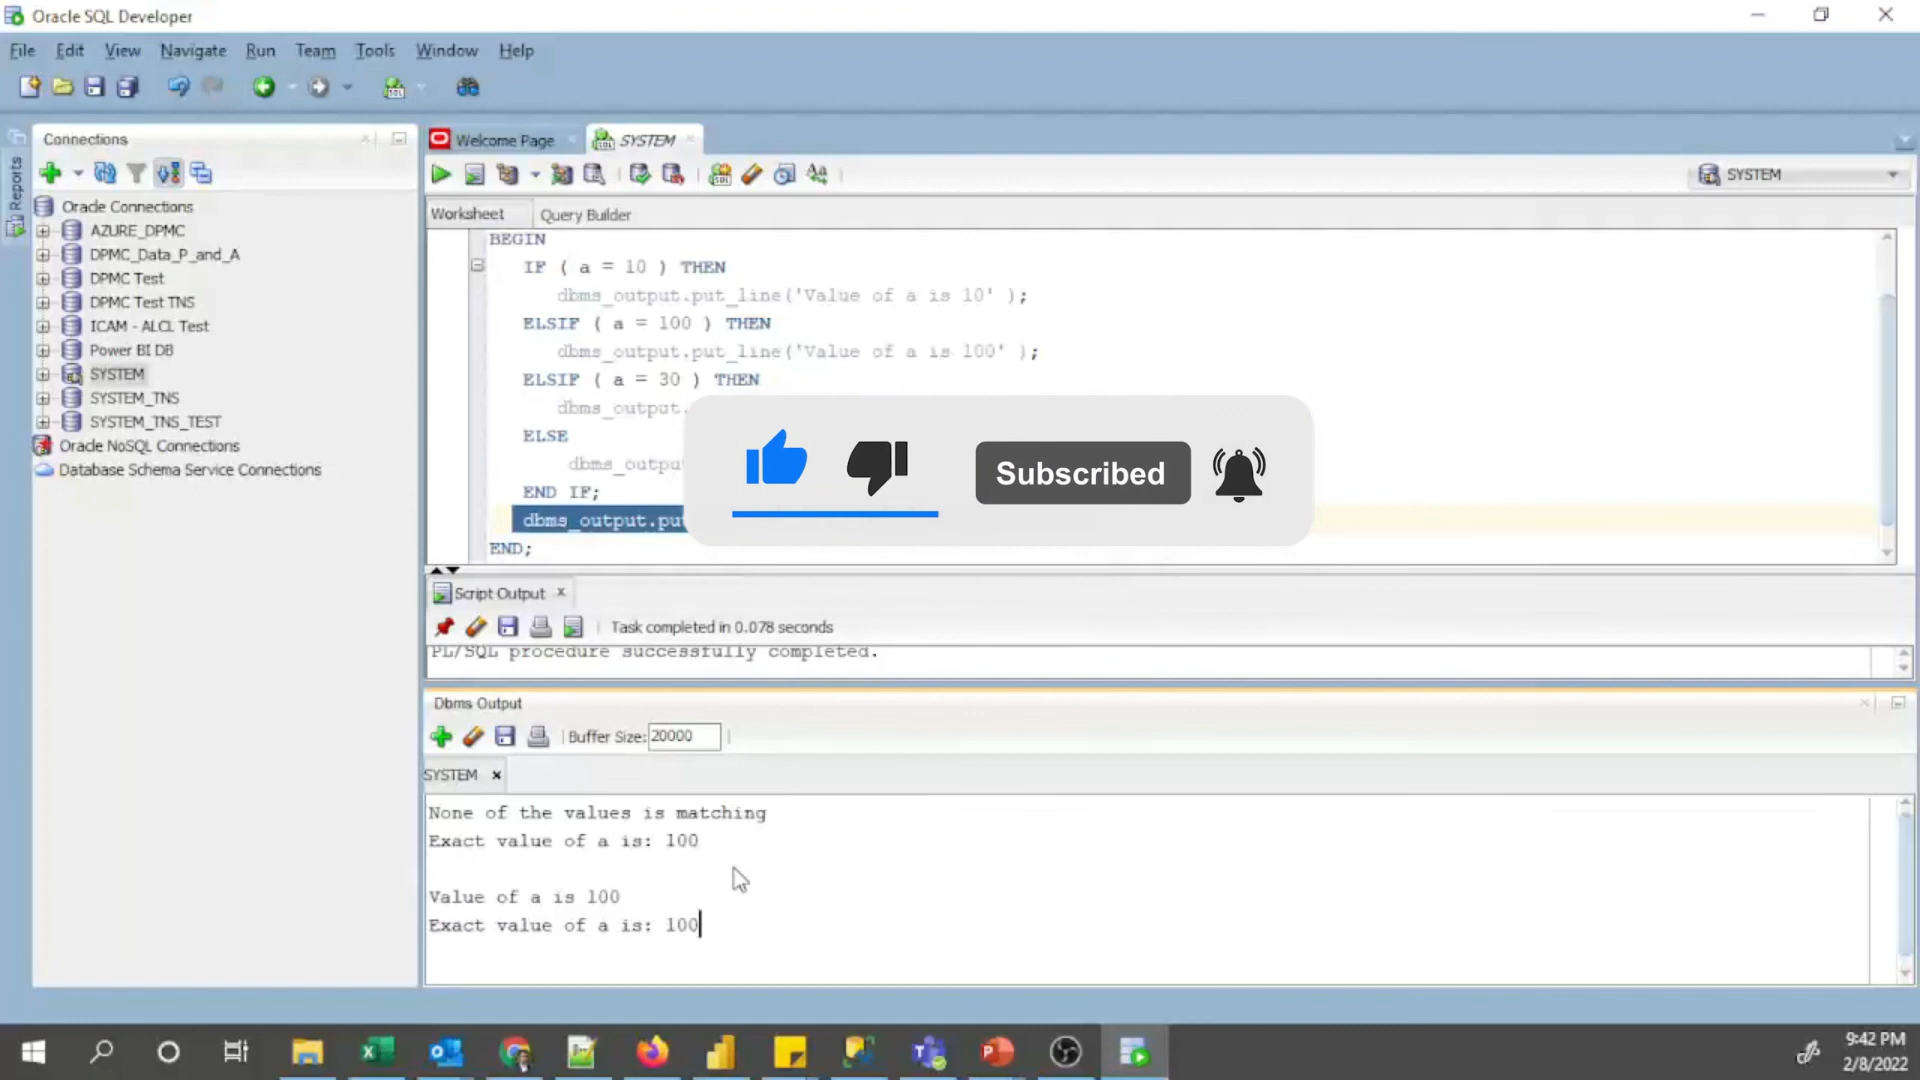 Oracle SQL Developer
File Edit View Navigate Run Team Tools Window Help
Reports
Connections
Oracle Connections
AZURE_DPMC
DPMC_Data_P_and_A
DPMC Test
DPMC Test TNS
ICAM - ALCL Test
Power BI DB
SYSTEM
SYSTEM_TNS
SYSTEM_TNS_TEST
Oracle NoSQL Connections
Database Schema Service Connections
Welcome Page
SYSTEM
SYSTEM
Worksheet
Query Builder
BEGIN
IF ( a = 10 ) THEN
dbms_output.put_line('Value of a is 10' );
ELSIF ( a = 100 ) THEN
dbms_output.put_line('Value of a is 100' );
ELSIF ( a = 30 ) THEN
dbms_output.
ELSE
dbms_outpu
END IF;
dbms_output.pu
END;
Subscribed
Script Output
Task completed in 0.078 seconds
PL/SQL procedure successfully completed.
Dbms Output
Buffer Size: 20000
SYSTEM
None of the values is matching
Exact value of a is: 100
Value of a is 100
Exact value of a is: 100
9:42 PM
2/8/2022